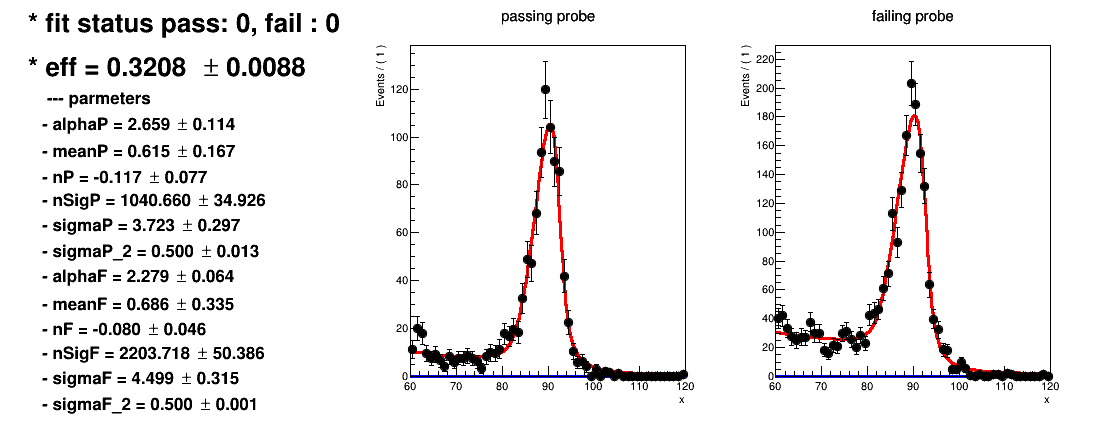 * fit status pass: 0, fail : 0
* eff = 0.3208 ± 0.0088
--- parmeters
- alphaP = 2.659 ± 0.114
- meanP = 0.615 ± 0.167
- nP = -0.117 ± 0.077
- nSigP = 1040.660 ± 34.926
- sigmaP = 3.723 ± 0.297
- sigmaP_2 = 0.500 ± 0.013
- alphaF = 2.279 ± 0.064
- meanF = 0.686 ± 0.335
- nF = -0.080 ± 0.046
- nSigF = 2203.718 ± 50.386
- sigmaF = 4.499 ± 0.315
- sigmaF_2 = 0.500 ± 0.001
passing probe
Events / ( 1 )
120
100
80
60
40
20
0
60 70 80 90 100 110 120
x
failing probe
Events / ( 1 )
220
200
180
160
140
120
100
80
60
40
20
0
60 70 80 90 100 110 120
x